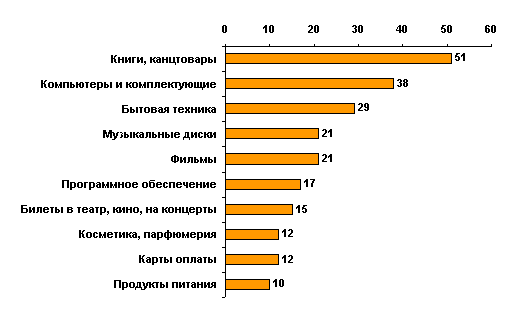 0 10 20 30 40 50 60
Книги, канцтовары 51
Компьютеры и комплектующие 38
Бытовая техника 29
Музыкальные диски 21
Фильмы 21
Программное обеспечение 17
Билеты в театр, кино, на концерты 15
Косметика, парфюмерия 12
Карты оплаты 12
Продукты питания 10